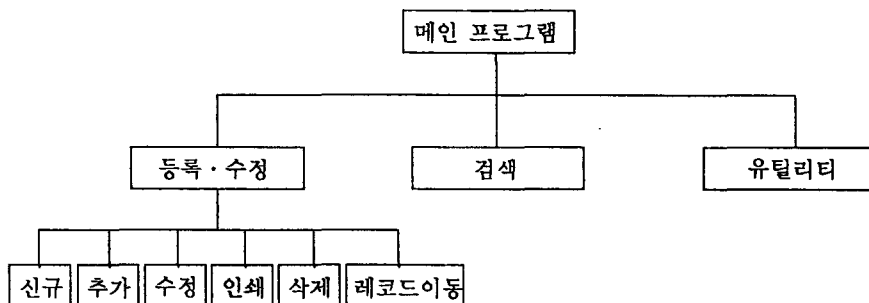 메인 프로그램
등록·수정
검색
유틸리티
신규
추가
수정
인쇄
삭제
레코드이동